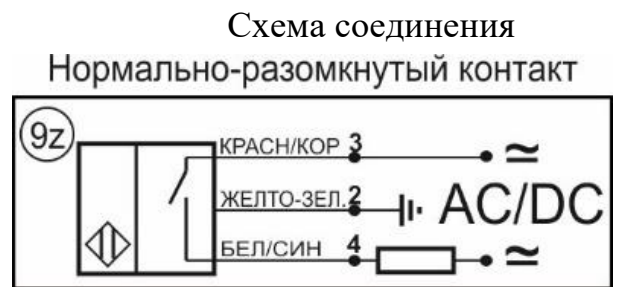 Схема соединения
Нормально-разомкнутый контакт
9z
КРАСН/КОР 3
ЖЕЛТО-ЗЕЛ. 2
AC/DC
БЕЛ/СИН 4